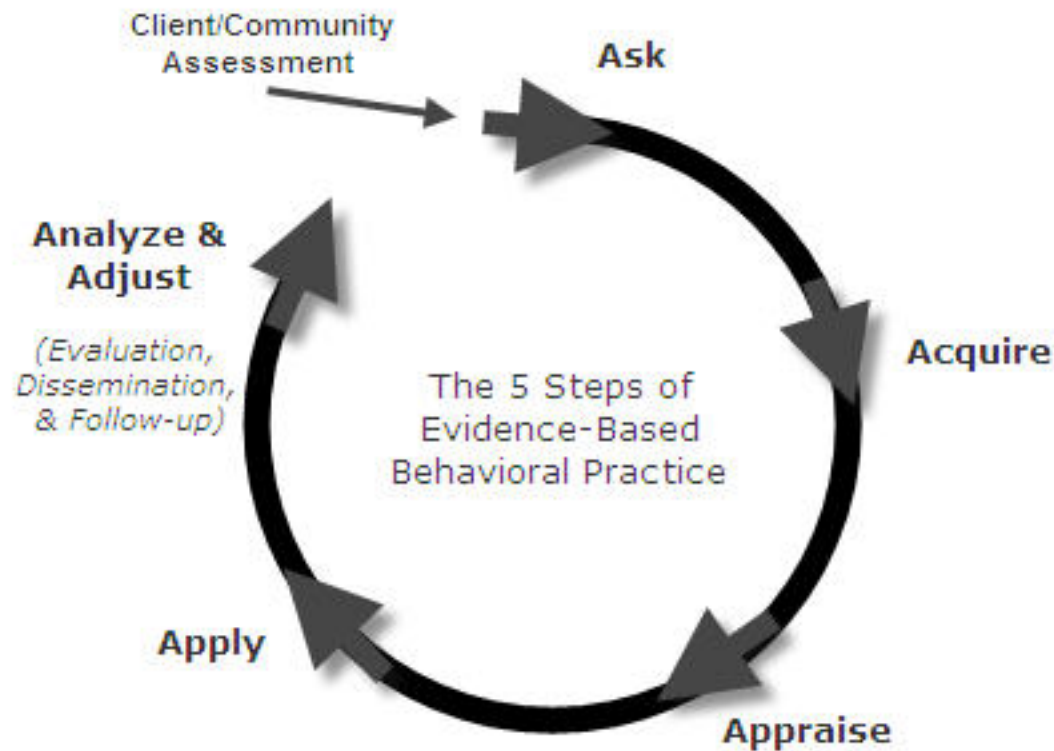 Client/Community
Assessment
Ask
Acquire
Appraise
Apply
Analyze &
Adjust
(Evaluation,
Dissemination,
& Follow-up)
The 5 Steps of
Evidence-Based
Behavioral Practice